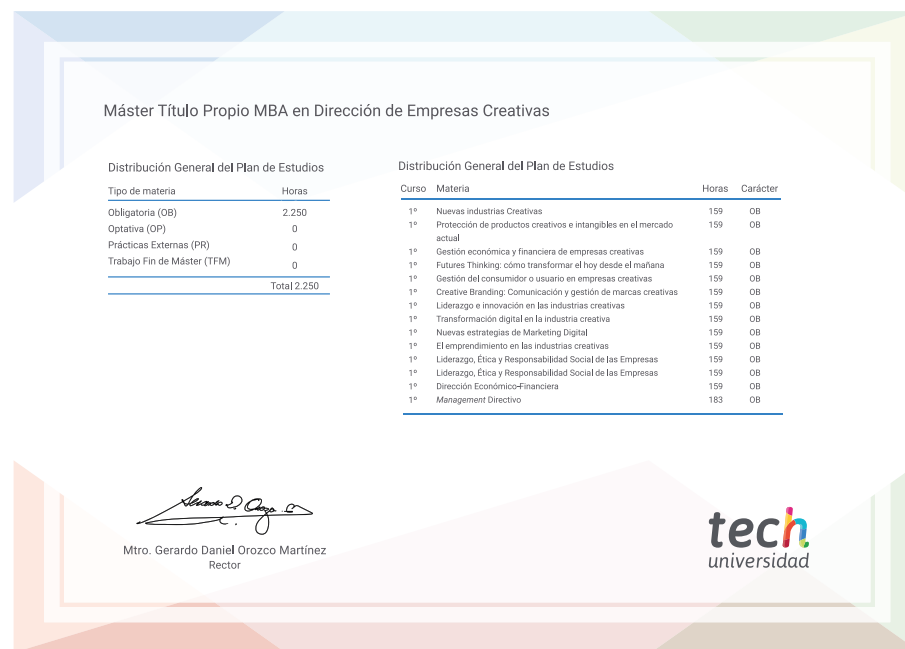 Máster Título Propio MBA en Dirección de Empresas Creativas
Distribución General del Plan de Estudios
Tipo de materia Horas
Obligatoria (OB) 2.250
Optativa (OP) 0
Prácticas Externas (PR) 0
Trabajo Fin de Máster (TFM) 0
Total 2.250
Distribución General del Plan de Estudios
Curso Materia Horas Carácter
1º Nuevas industrias Creativas 159 OB
1º Protección de productos creativos e intangibles en el mercado 159 OB
actual
1º Gestión económica y financiera de empresas creativas 159 OB
1º Futures Thinking: cómo transformar el hoy desde el mañana 159 OB
1º Gestión del consumidor o usuario en empresas creativas 159 OB
1º Creative Branding: Comunicación y gestión de marcas creativas 159 OB
1º Liderazgo e innovación en las industrias creativas 159 OB
1º Transformación digital en la industria creativa 159 OB
1º Nuevas estrategias de Marketing Digital 159 OB
1º El emprendimiento en las industrias creativas 159 OB
1º Liderazgo, Ética y Responsabilidad Social de las Empresas 159 OB
1º Liderazgo, Ética y Responsabilidad Social de las Empresas 159 OB
1º Dirección Económico-Financiera 159 OB
1º Management Directivo 183 OB
Mtro. Gerardo Daniel Orozco Martínez
Rector
tech
universidad